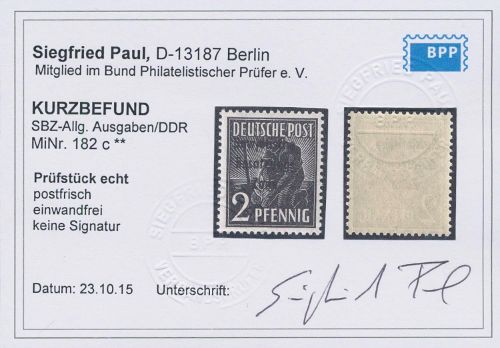 Siegfried Paul, D-13187 Berlin
Mitglied im Bund Philatelistischer Prüfer e. V.
BPP
KURZBEFUND
SBZ-Allg. Ausgaben/DDR
MiNr. 182 c **
Prüfstück echt
postfrisch
einwandfrei
keine Signatur
DEUTSCHE POST
2 PFENNIG
Datum: 23.10.15
Unterschrift: